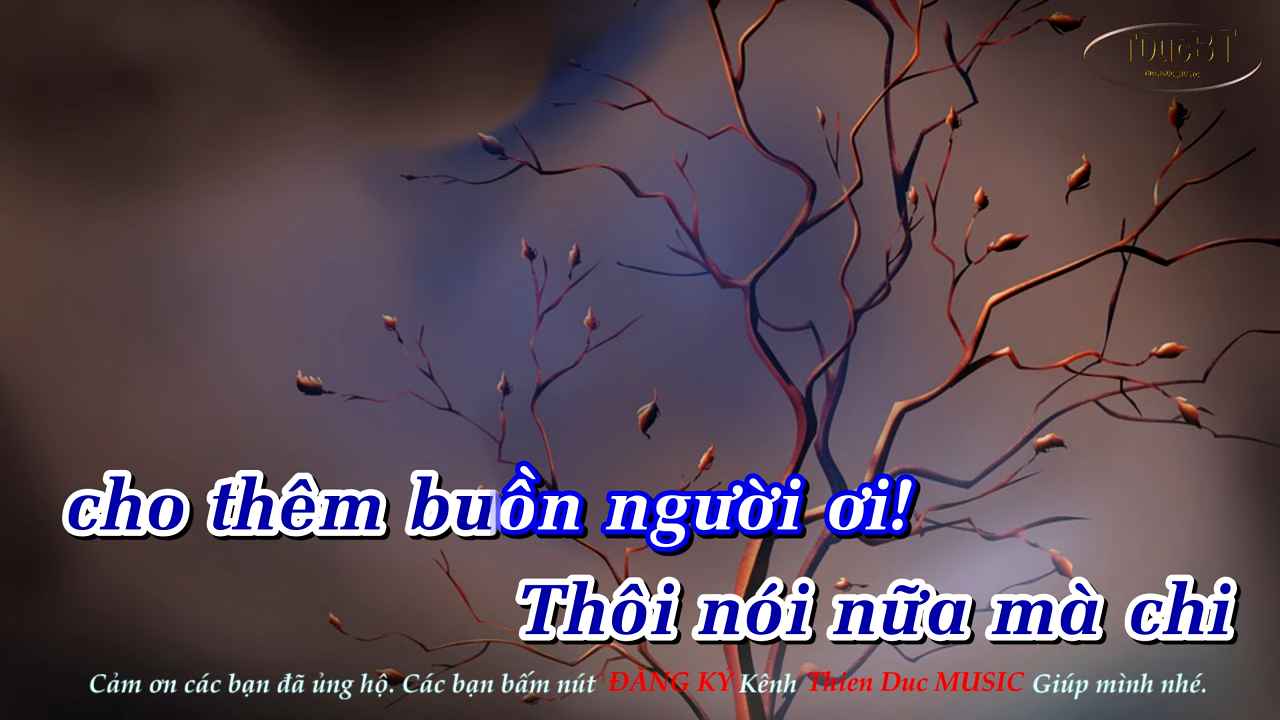 TDucBT
cho thêm buồn người ơi!
Thôi nói nữa mà chi
Cảm ơn các bạn đã ủng hộ. Các bạn bấm nút ĐĂNG KÝ Kênh Thien Duc MUSIC Giúp mình nhé.